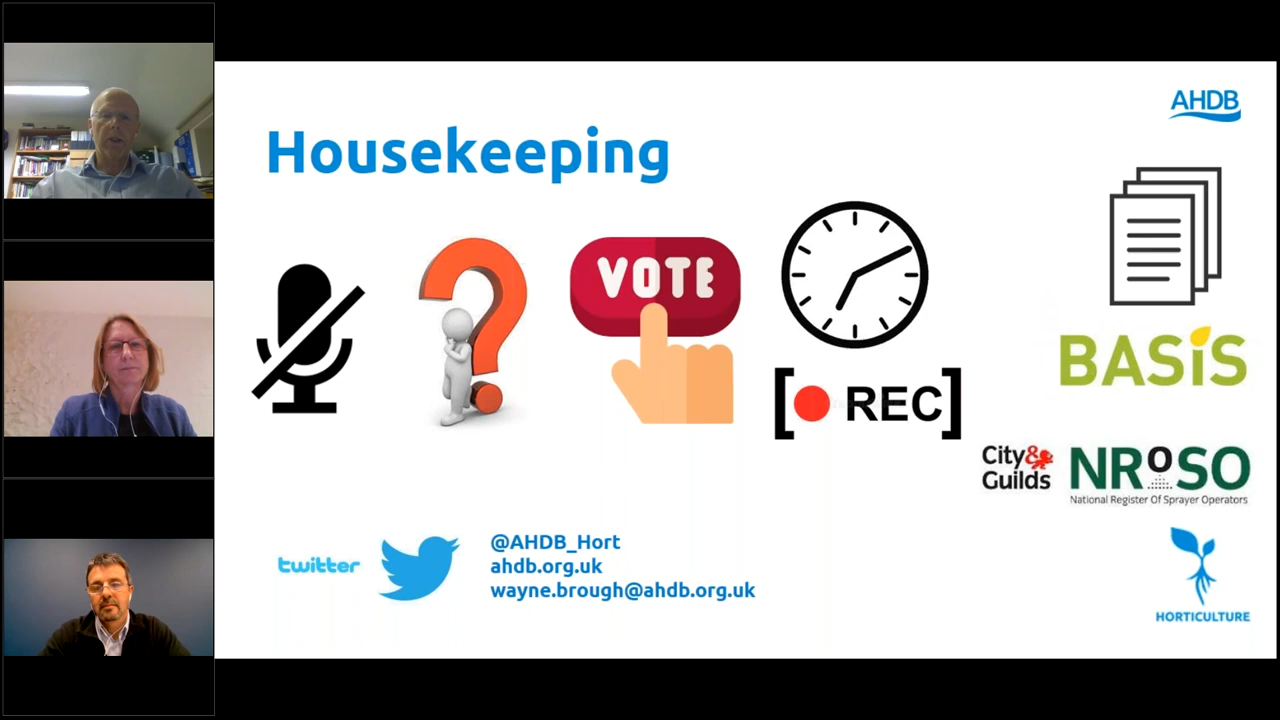 AHDB
Housekeeping
VOTE
[ REC]
BASIS
City&
Guilds
NRoSO
National Register Of Sprayer Operators
twitter
@AHDB_Hort
ahdb.org.uk
wayne.brough@ahdb.org.uk
HORTICULTURE